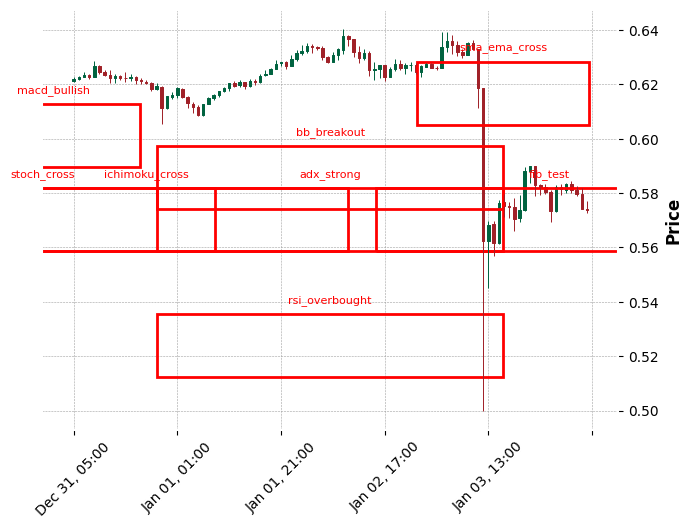 0.64
sma_ema_cross
0.62
macd_bullish
0.60
bb_breakout
stoch_cross
ichimoku_cross
adx_strong
fib_test
0.58
Price
0.56
rsi_overbought
0.54
0.52
0.50
Dec 31, 05:00
Jan 01, 01:00
Jan 01, 21:00
Jan 02, 17:00
Jan 03, 13:00